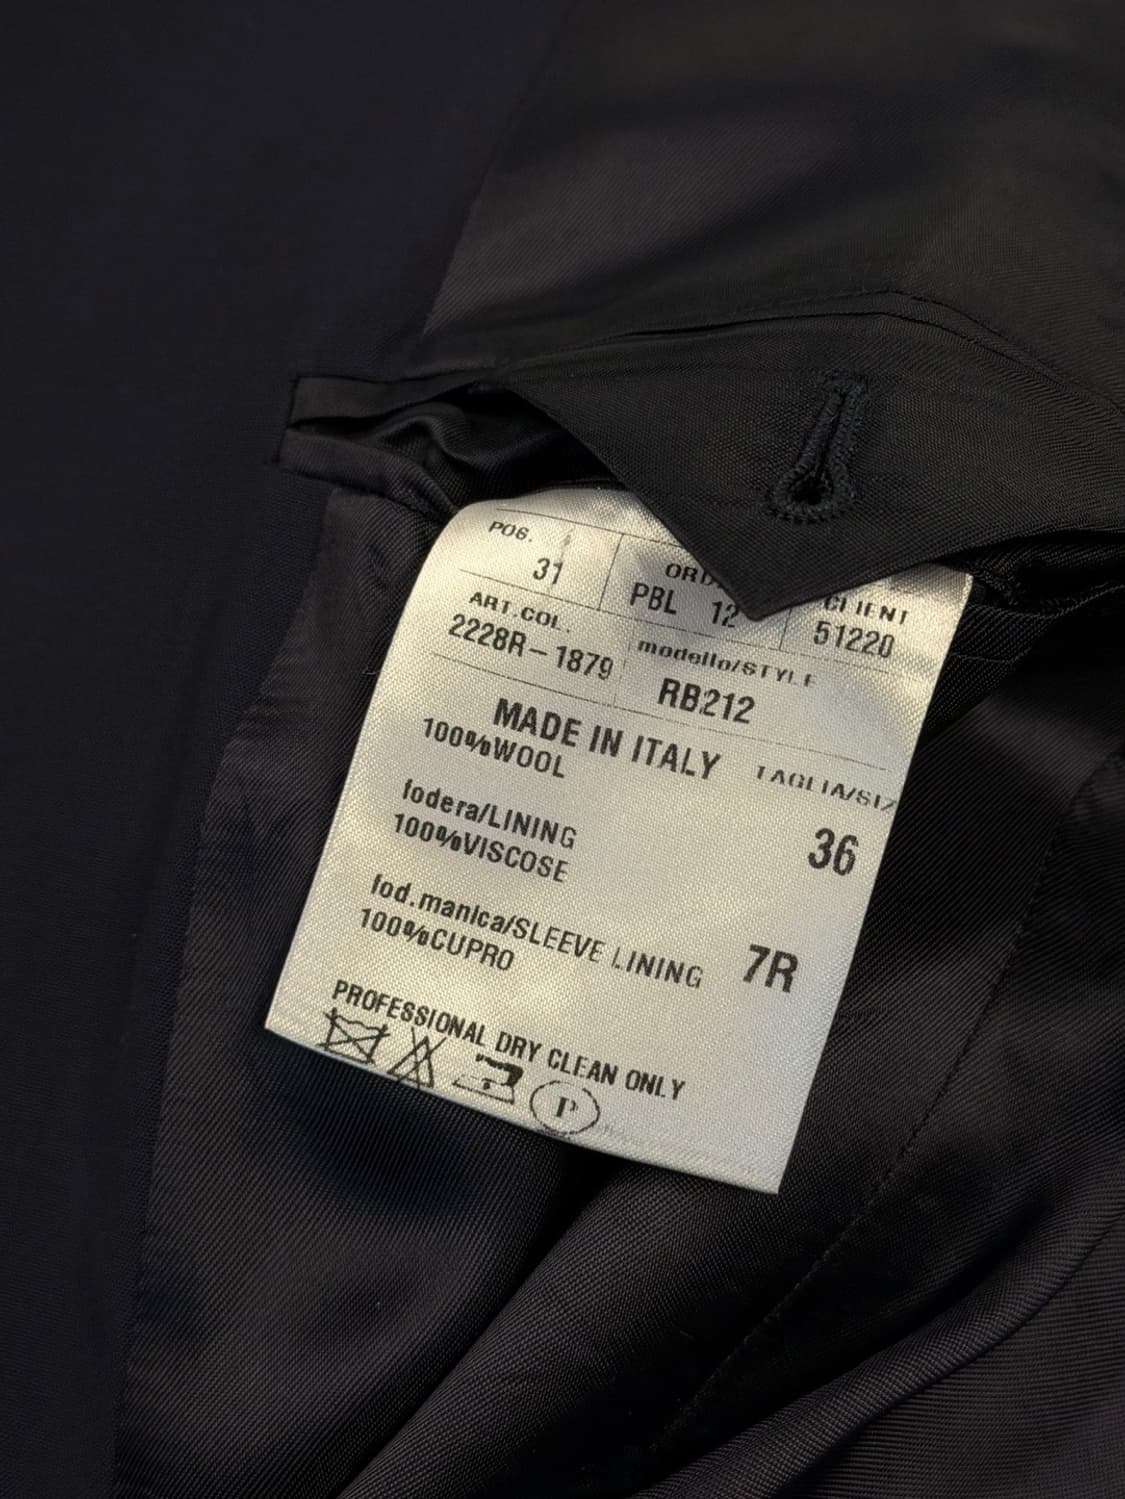 POS.
31
ORD
PBL 12
CLIENT
51220
ART.COL.
2228R-1879
modello/STYLE
RB212
MADE IN ITALY
100%WOOL
TAGLIA/SIZ
36
fodera/LINING
100%VISCOSE
fod.manica/SLEEVE LINING
100%CUPRO
7R
PROFESSIONAL DRY CLEAN ONLY
P